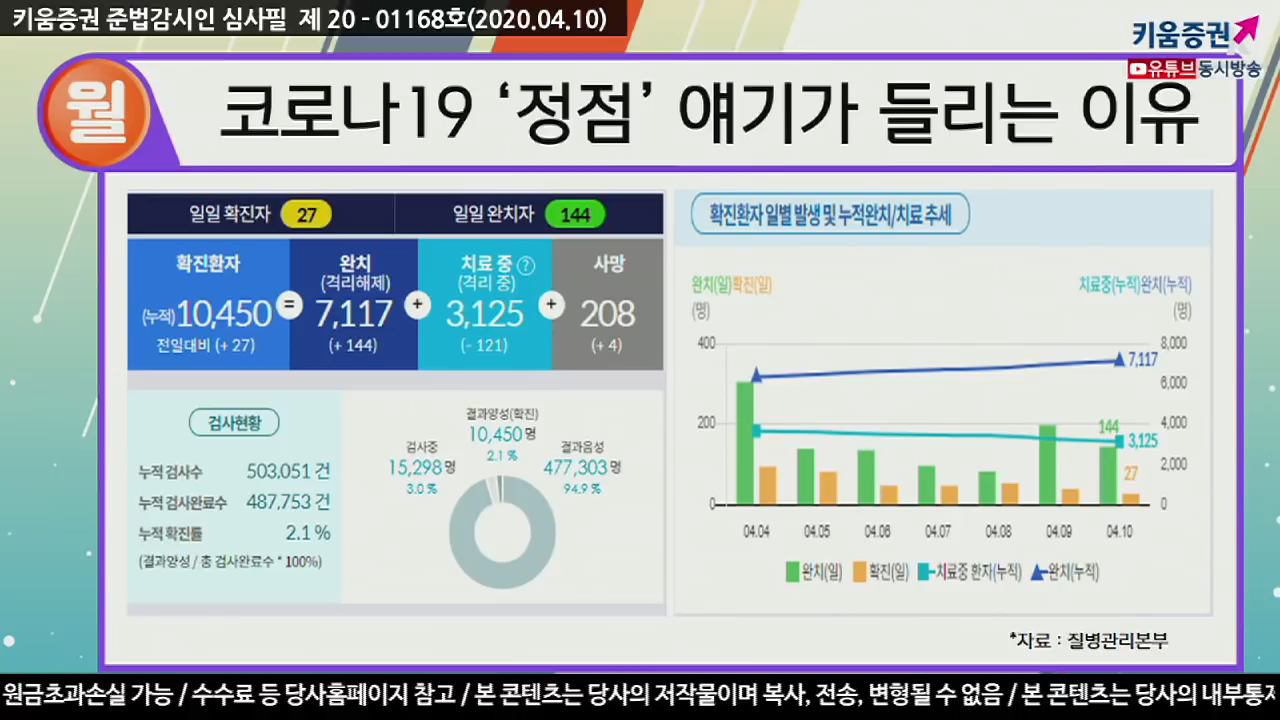 키움증권 준법감시인 심사필 제 20 - 01168호(2020.04.10)
키움증권
유튜브 동시방송
월
코로나19 ‘정점’ 얘기가 들리는 이유
일일 확진자 27 일일 완치자 144
확진환자 완치 치료 중 ? 사망
(격리해제) (격리 중)
(누적)10,450 = 7,117 + 3,125 + 208
전일대비 (+ 27) (+ 144) (- 121) (+ 4)
검사현황
누적 검사수 503,051 건
누적 검사완료수 487,753 건
누적 확진률 2.1 %
(결과양성 / 총 검사완료수 * 100%)
결과양성(확진)
10,450 명
2.1 %
검사중
15,298 명
3.0 %
결과음성
477,303 명
94.9 %
확진환자 일별 발생 및 누적완치/치료 추세
완치(일)확진(일) 치료중(누적)완치(누적)
(명) (명)
400 8,000
7,117
6,000
200 4,000
144
3,125
2,000
27
0 0
04.04 04.05 04.06 04.07 04.08 04.09 04.10
완치(일) 확진(일) 치료중 환자(누적) 완치(누적)
*자료 : 질병관리본부
원금초과손실 가능 / 수수료 등 당사홈페이지 참고 / 본 콘텐츠는 당사의 저작물이며 복사, 전송, 변형될 수 없음 / 본 콘텐츠는 당사의 내부통제